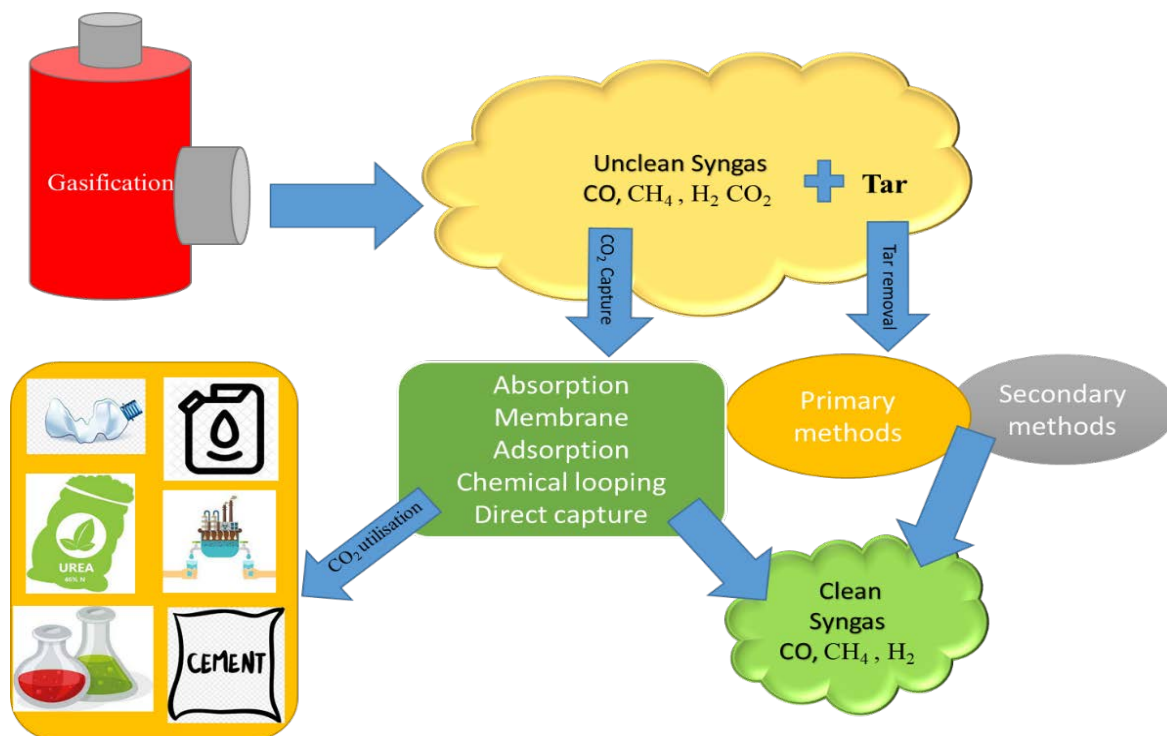 Gasification
Unclean Syngas
CO, CH₄ , H₂ CO₂
Tar
CO₂ Capture
Tar removal
Absorption
Membrane
Adsorption
Chemical looping
Direct capture
Primary
methods
Secondary
methods
CO₂ utilisation
UREA
CEMENT
Clean
Syngas
CO, CH₄ , H₂